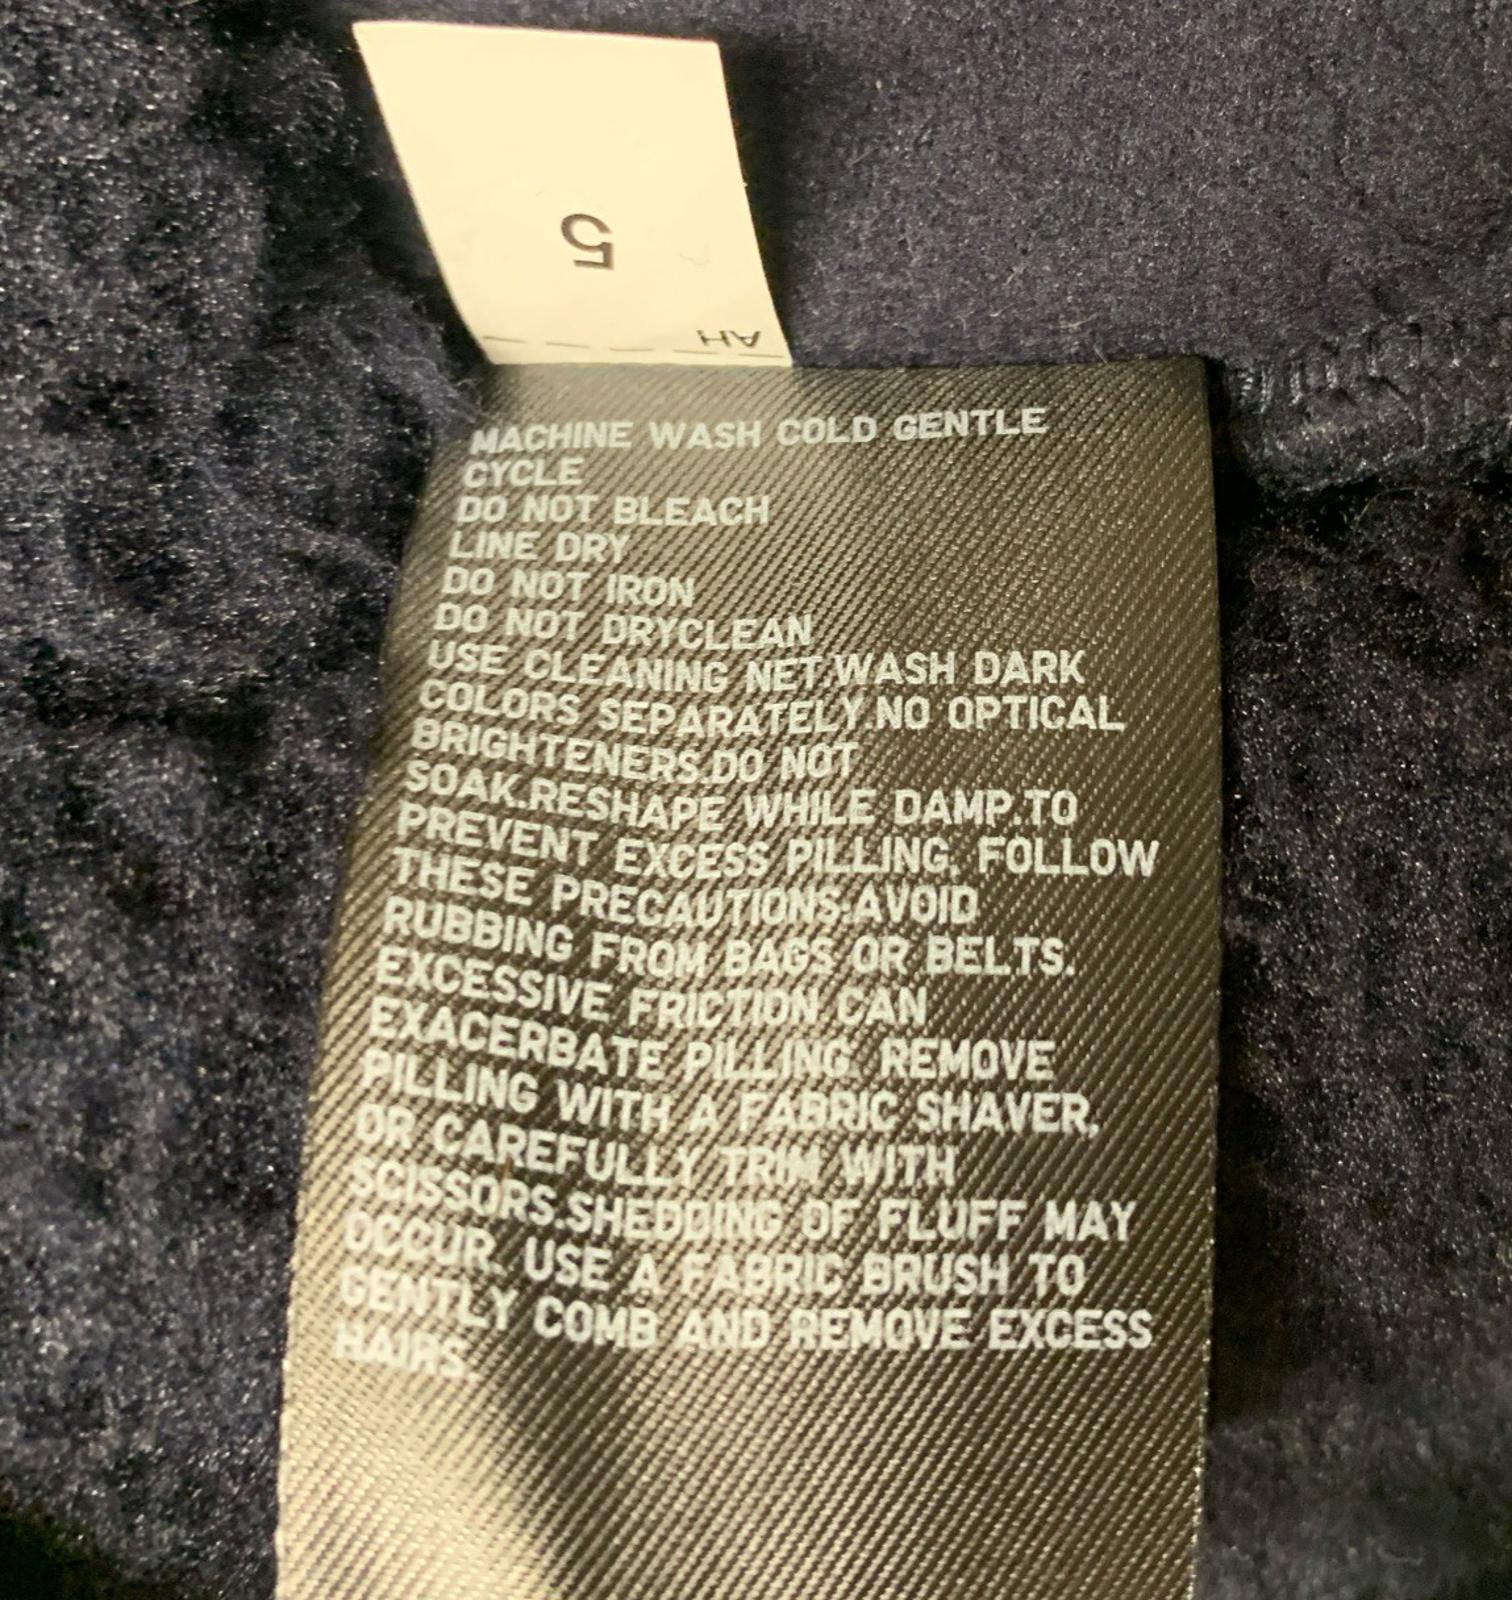 5
AH
MACHINE WASH COLD GENTLE
CYCLE
DO NOT BLEACH
LINE DRY
DO NOT IRON
DO NOT DRYCLEAN
USE CLEANING NET.WASH DARK
COLORS SEPARATELY.NO OPTICAL
BRIGHTENERS.DO NOT
SOAK.RESHAPE WHILE DAMP.TO
PREVENT EXCESS PILLING, FOLLOW
THESE PRECAUTIONS:AVOID
RUBBING FROM BAGS OR BELTS.
EXCESSIVE FRICTION CAN
EXACERBATE PILLING. REMOVE
PILLING WITH A FABRIC SHAVER,
OR CAREFULLY TRIM WITH
SCISSORS.SHEDDING OF FLUFF MAY
OCCUR. USE A FABRIC BRUSH TO
GENTLY COMB AND REMOVE EXCESS
HAIRS.